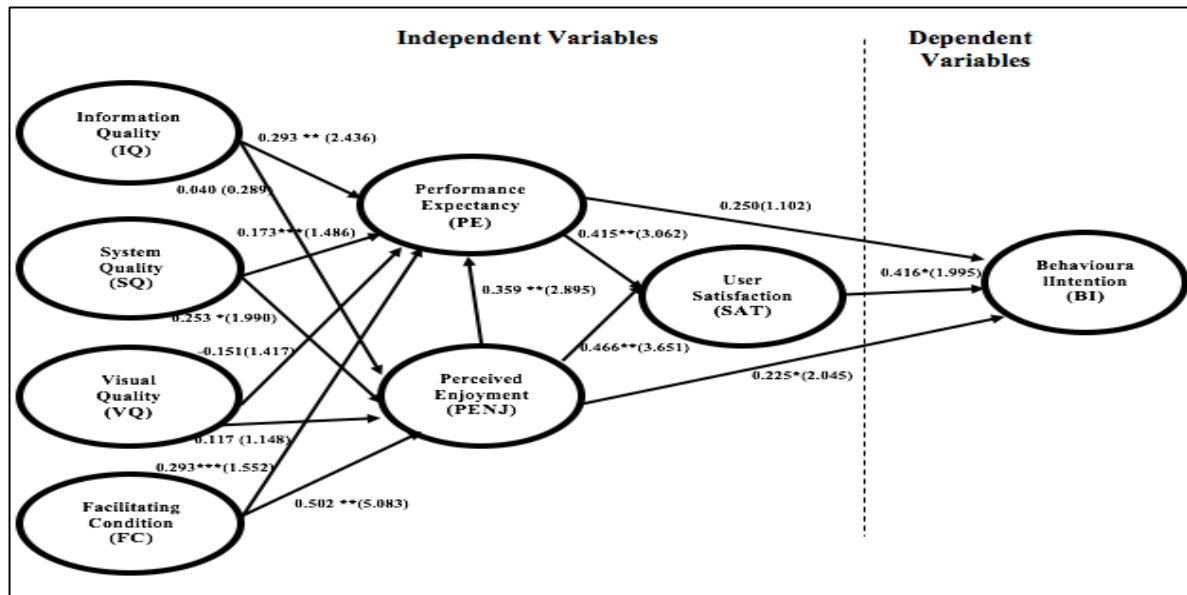 Independent Variables
Dependent
Variables
Information
Quality
(IQ)
0.293 ** (2.436)
0.040 (0.289)
Performance
Expectancy
(PE)
0.250(1.102)
System
Quality
(SQ)
0.173***(1.486)
0.415**(3.062)
0.416*(1.995)
User
Satisfaction
(SAT)
Behavioura
lIntention
(BI)
0.359 **(2.895)
0.253 *(1.990)
-0.151(1.417)
0.466**(3.651)
0.225*(2.045)
Visual
Quality
(VQ)
Perceived
Enjoyment
(PENJ)
0.117 (1.148)
0.293***(1.552)
0.502 **(5.083)
Facilitating
Condition
(FC)